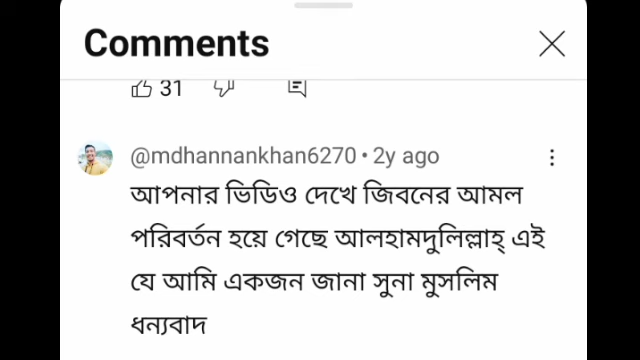 Comments
31
@mdhannankhan6270 • 2y ago
আপনার ভিডিও দেখে জিবনের আমল
পরিবর্তন হয়ে গেছে আলহামদুলিল্লাহ্ এই
যে আমি একজন জানা সুনা মুসলিম
ধন্যবাদ